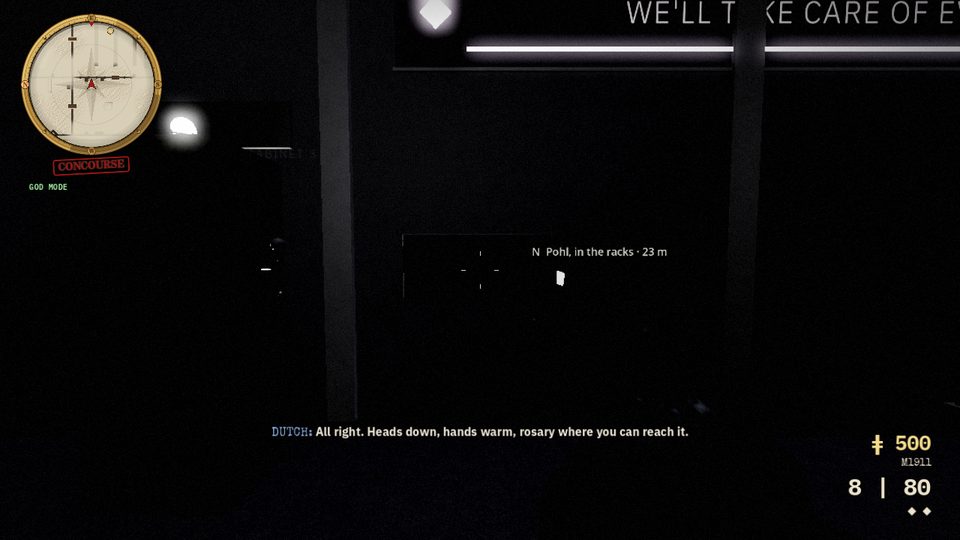 WE'LL T KE CARE OF E
CONCOURSE
GOD MODE
N Pohl, in the racks · 23 m
DUTCH: All right. Heads down, hands warm, rosary where you can reach it.
500
M1911
8 | 80